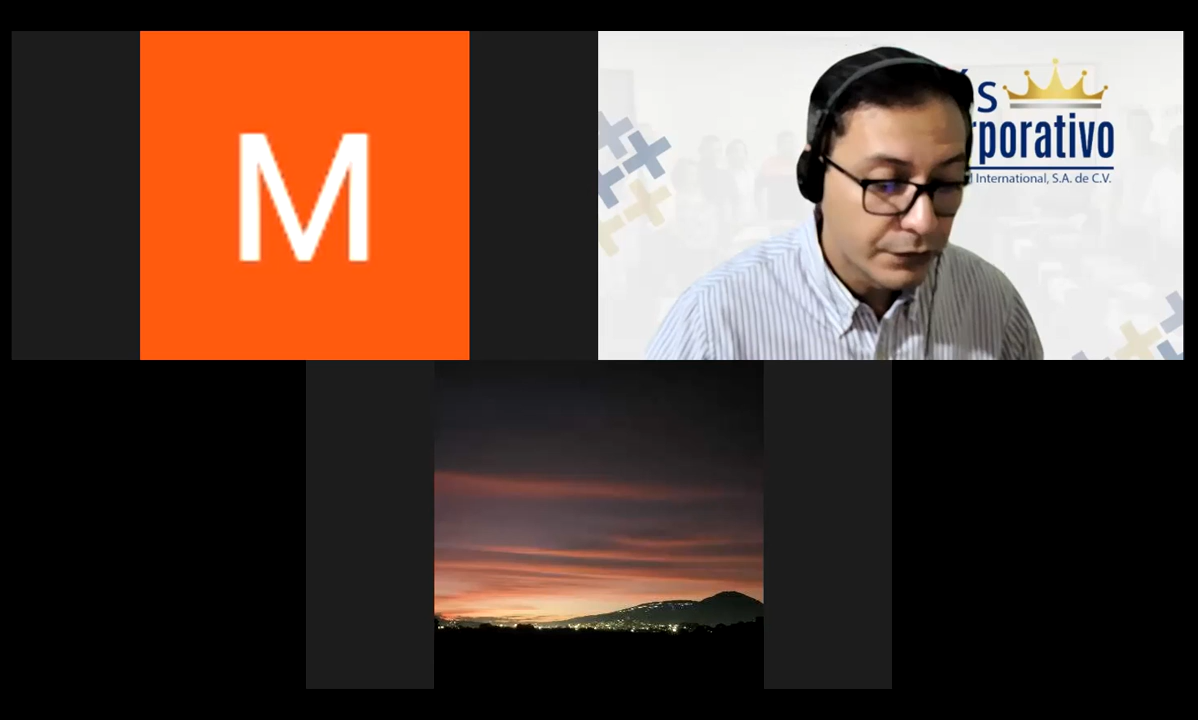 M
s
rporativo
International, S.A. de C.V.